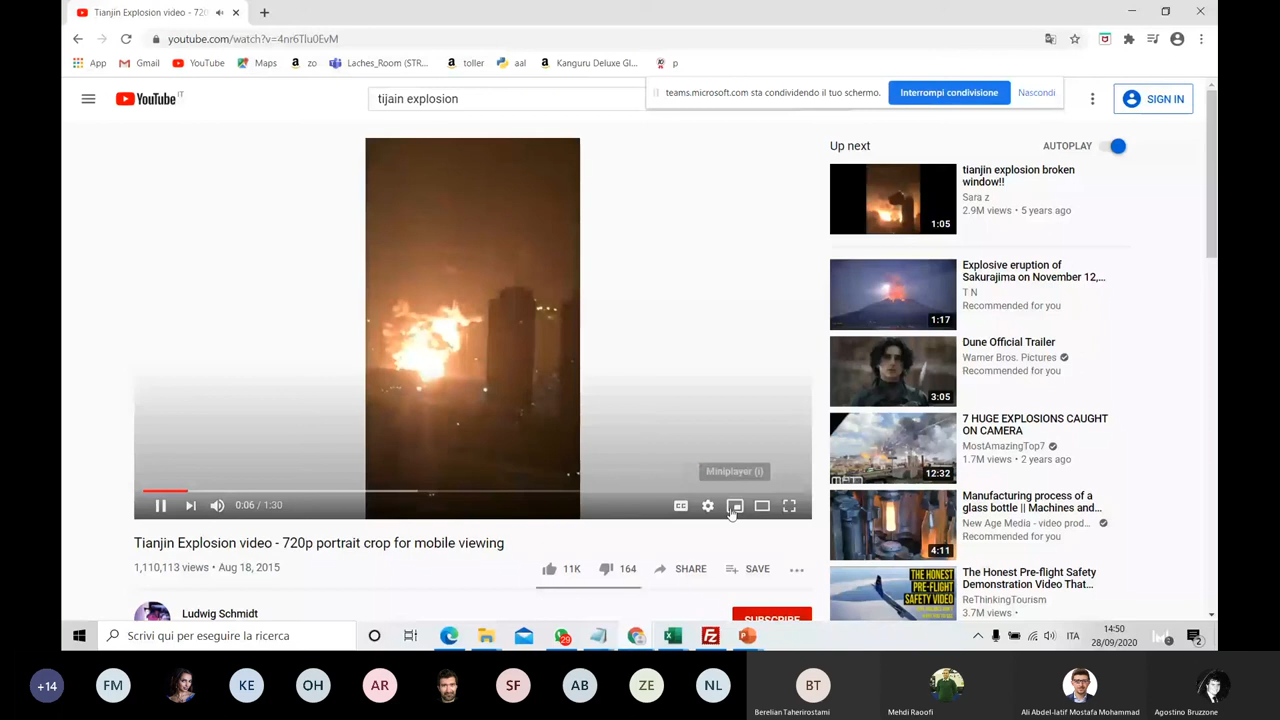 Tianjin Explosion video - 720
youtube.com/watch?v=4nr6Tlu0EvM
App
Gmail
YouTube
Maps
zo
Laches_Room (STR...
toller
aal
Kanguru Deluxe Gl...
p
YouTube IT
tijain explosion
teams.microsoft.com sta condividendo il tuo schermo.
Interrompi condivisione
Nascondi
SIGN IN
Up next
AUTOPLAY
tianjin explosion broken
window!!
Sara z
2.9M views • 5 years ago
1:05
Explosive eruption of
Sakurajima on November 12,...
T N
Recommended for you
1:17
Dune Official Trailer
Warner Bros. Pictures
Recommended for you
3:05
7 HUGE EXPLOSIONS CAUGHT
ON CAMERA
MostAmazingTop7
1.7M views • 2 years ago
12:32
Manufacturing process of a
glass bottle || Machines and...
New Age Media - video prod...
Recommended for you
4:11
The Honest Pre-flight Safety
Demonstration Video That...
ReThinkingTourism
3.7M views •
THE HONEST
PRE-FLIGHT
SAFETY VIDEO
Miniplayer (i)
0:06 / 1:30
CC
Tianjin Explosion video - 720p portrait crop for mobile viewing
1,110,113 views • Aug 18, 2015
11K
164
SHARE
SAVE
Ludwig Schmidt
SUBSCRIBE
Scrivi qui per eseguire la ricerca
29
ITA
14:50
28/09/2020
2
+14
FM
KE
OH
AR
SF
AB
ZE
NL
BT
Berelian Taherirostami
Mehdi Raoofi
Ali Abdel-latif Mostafa Mohammad
Agostino Bruzzone